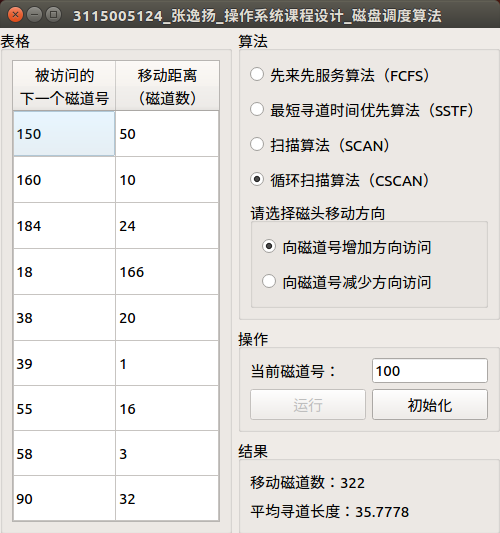 3115005124_张逸扬_操作系统课程设计_磁盘调度算法
表格
被访问的 移动距离
下一个磁道号 （磁道数）
150 50
160 10
184 24
18 166
38 20
39 1
55 16
58 3
90 32
算法
先来先服务算法（FCFS）
最短寻道时间优先算法（SSTF）
扫描算法（SCAN）
循环扫描算法（CSCAN）
请选择磁头移动方向
向磁道号增加方向访问
向磁道号减少方向访问
操作
当前磁道号： 100
运行 初始化
结果
移动磁道数：322
平均寻道长度：35.7778